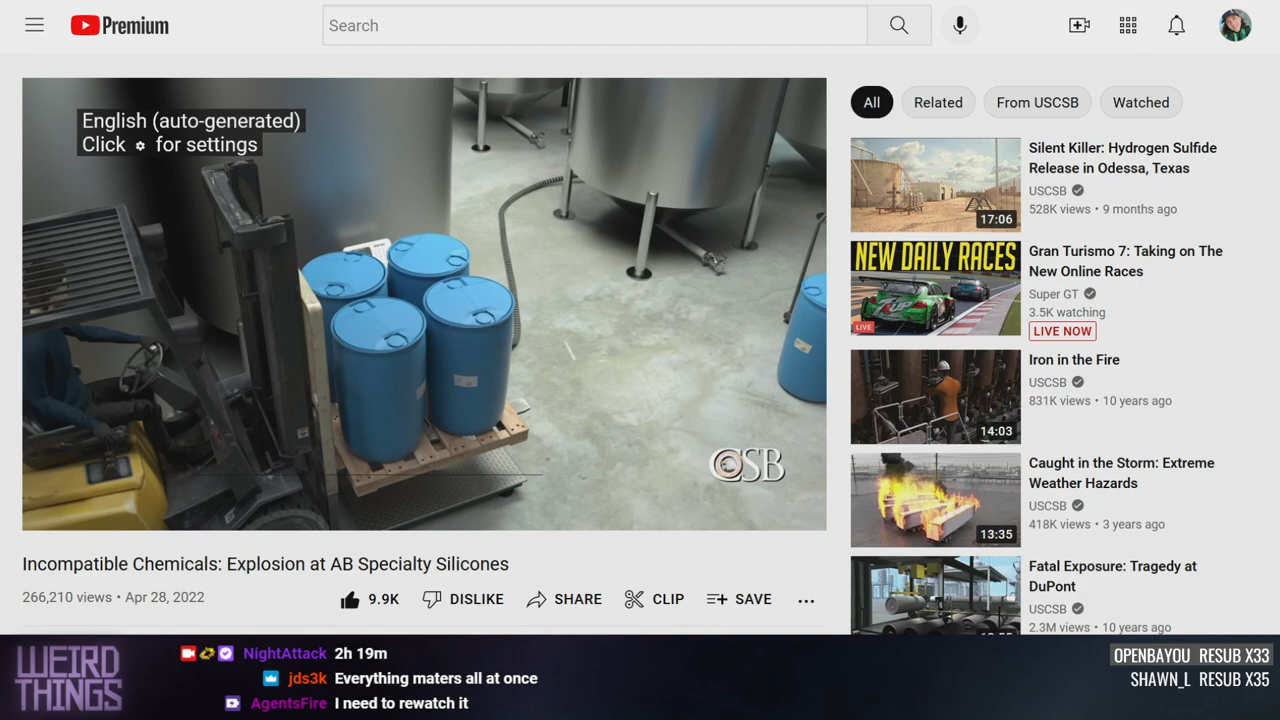 Premium
Search
English (auto-generated)
Click for settings
CSB
Incompatible Chemicals: Explosion at AB Specialty Silicones
266,210 views • Apr 28, 2022
9.9K
DISLIKE
SHARE
CLIP
SAVE
All
Related
From USCSB
Watched
17:06
Silent Killer: Hydrogen Sulfide
Release in Odessa, Texas
USCSB
528K views • 9 months ago
NEW DAILY RACES
LIVE
Gran Turismo 7: Taking on The
New Online Races
Super GT
3.5K watching
LIVE NOW
14:03
Iron in the Fire
USCSB
831K views • 10 years ago
13:35
Caught in the Storm: Extreme
Weather Hazards
USCSB
418K views • 3 years ago
Fatal Exposure: Tragedy at
DuPont
USCSB
2.3M views • 10 years ago
WEIRD
THINGS
NightAttack 2h 19m
jds3k Everything maters all at once
AgentsFire I need to rewatch it
OPENBAYOU RESUB X33
SHAWN_L RESUB X35